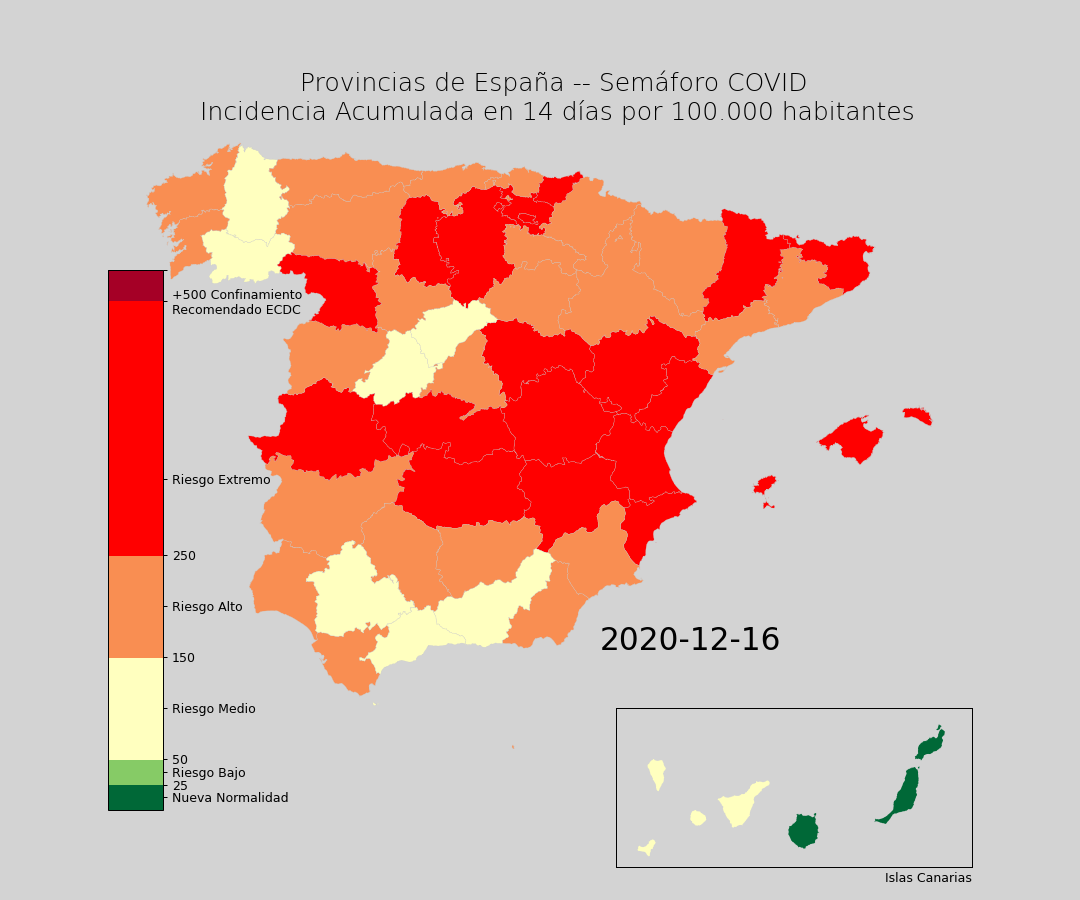 Provincias de España -- Semáforo COVID
Incidencia Acumulada en 14 días por 100.000 habitantes
+500 Confinamiento
Recomendado ECDC
Riesgo Extremo
250
Riesgo Alto
150
Riesgo Medio
50
Riesgo Bajo
25
Nueva Normalidad
2020-12-16
Islas Canarias